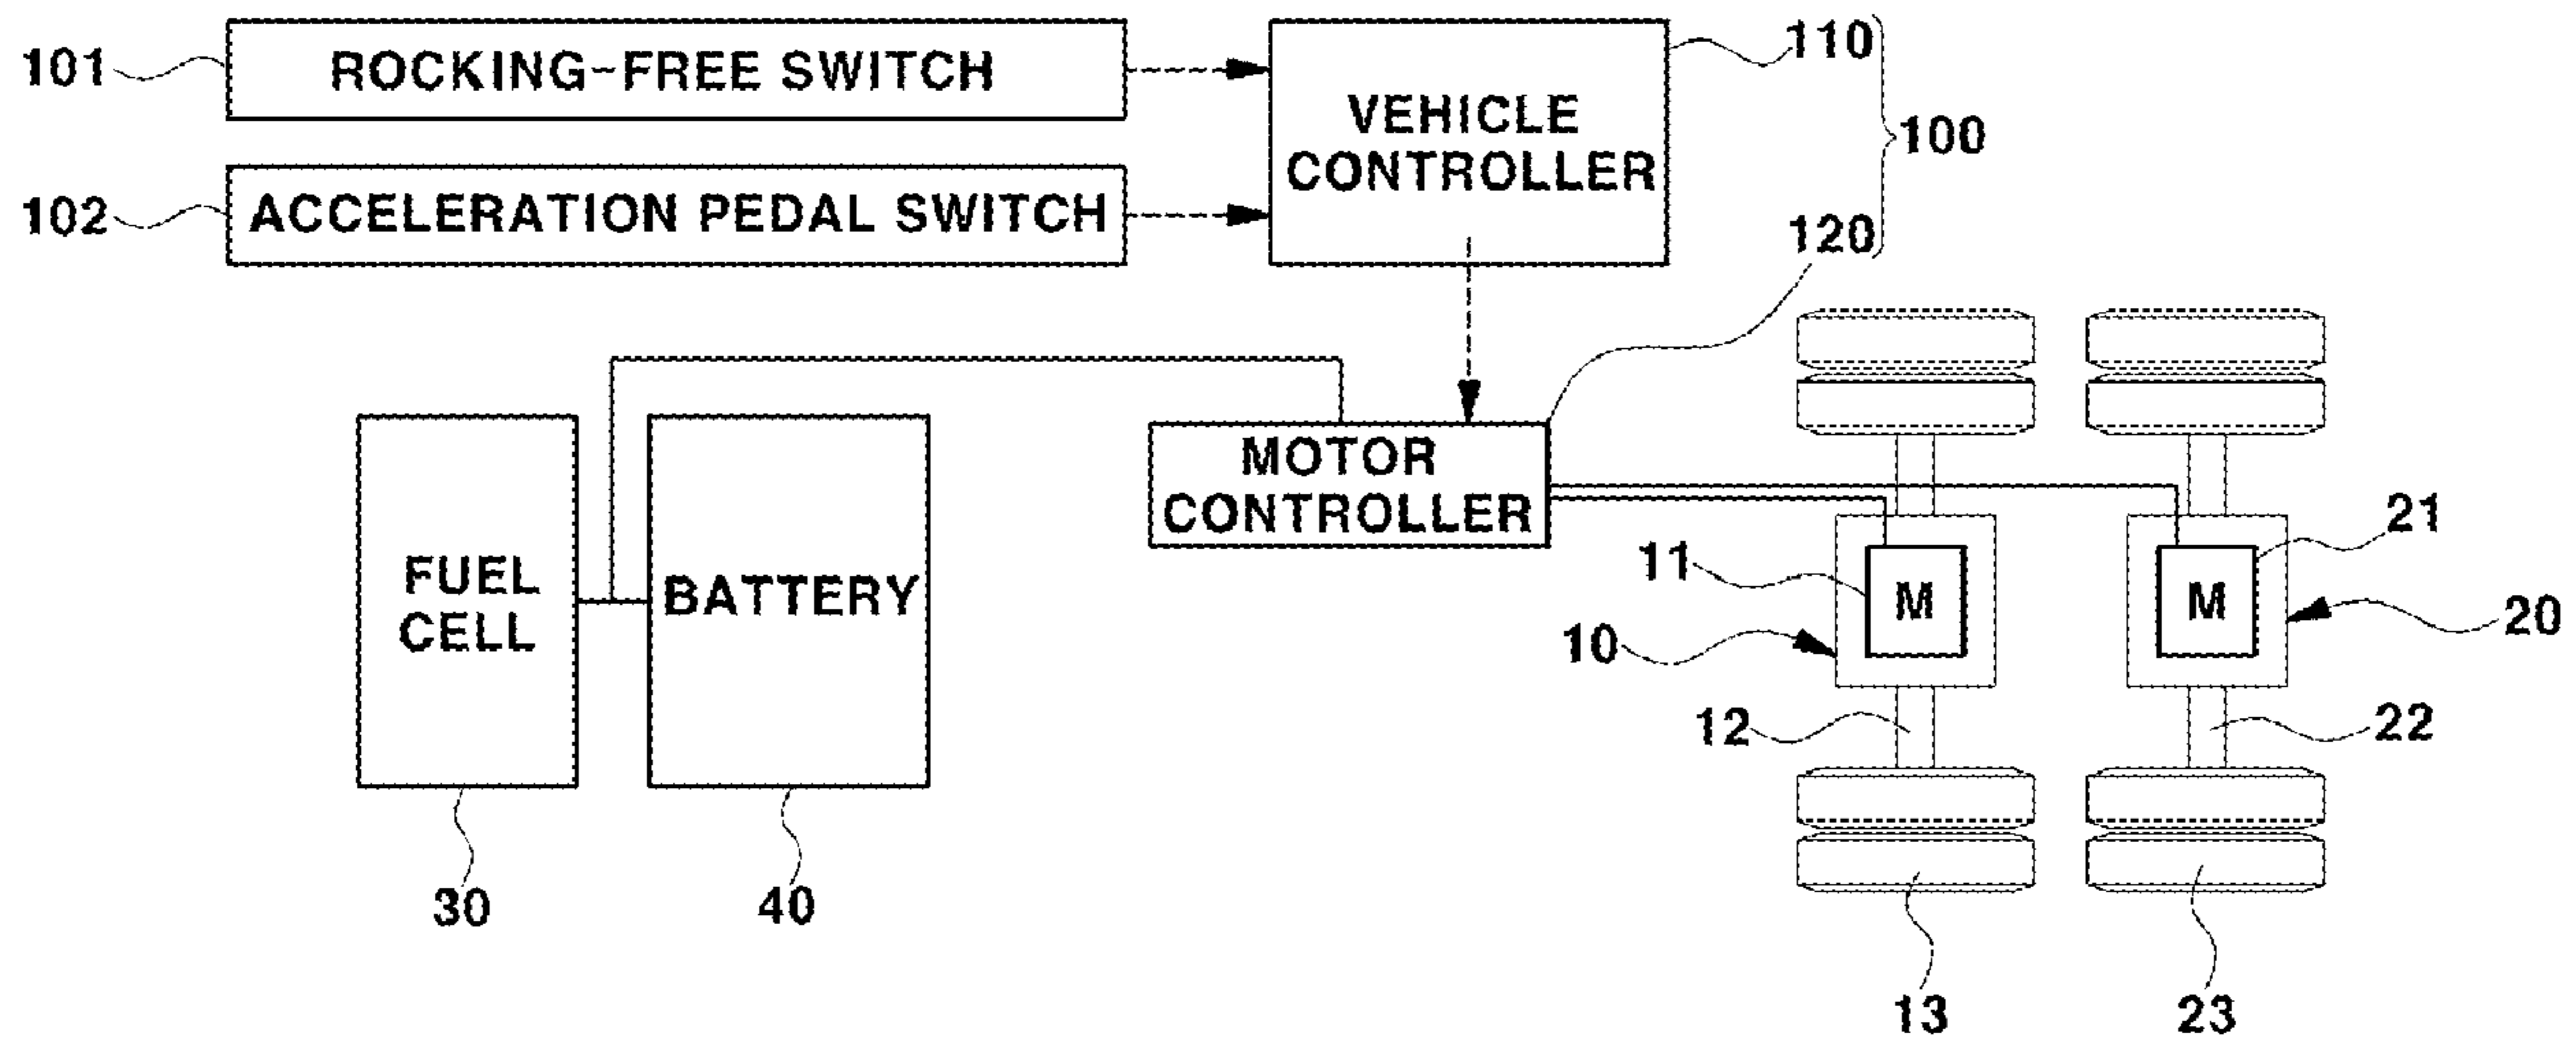 101
ROCKING-FREE SWITCH
110
VEHICLE
CONTROLLER
100
102
ACCELERATION PEDAL SWITCH
120
MOTOR
CONTROLLER
FUEL
CELL
BATTERY
11
M
M
21
10
20
12
22
30
40
13
23